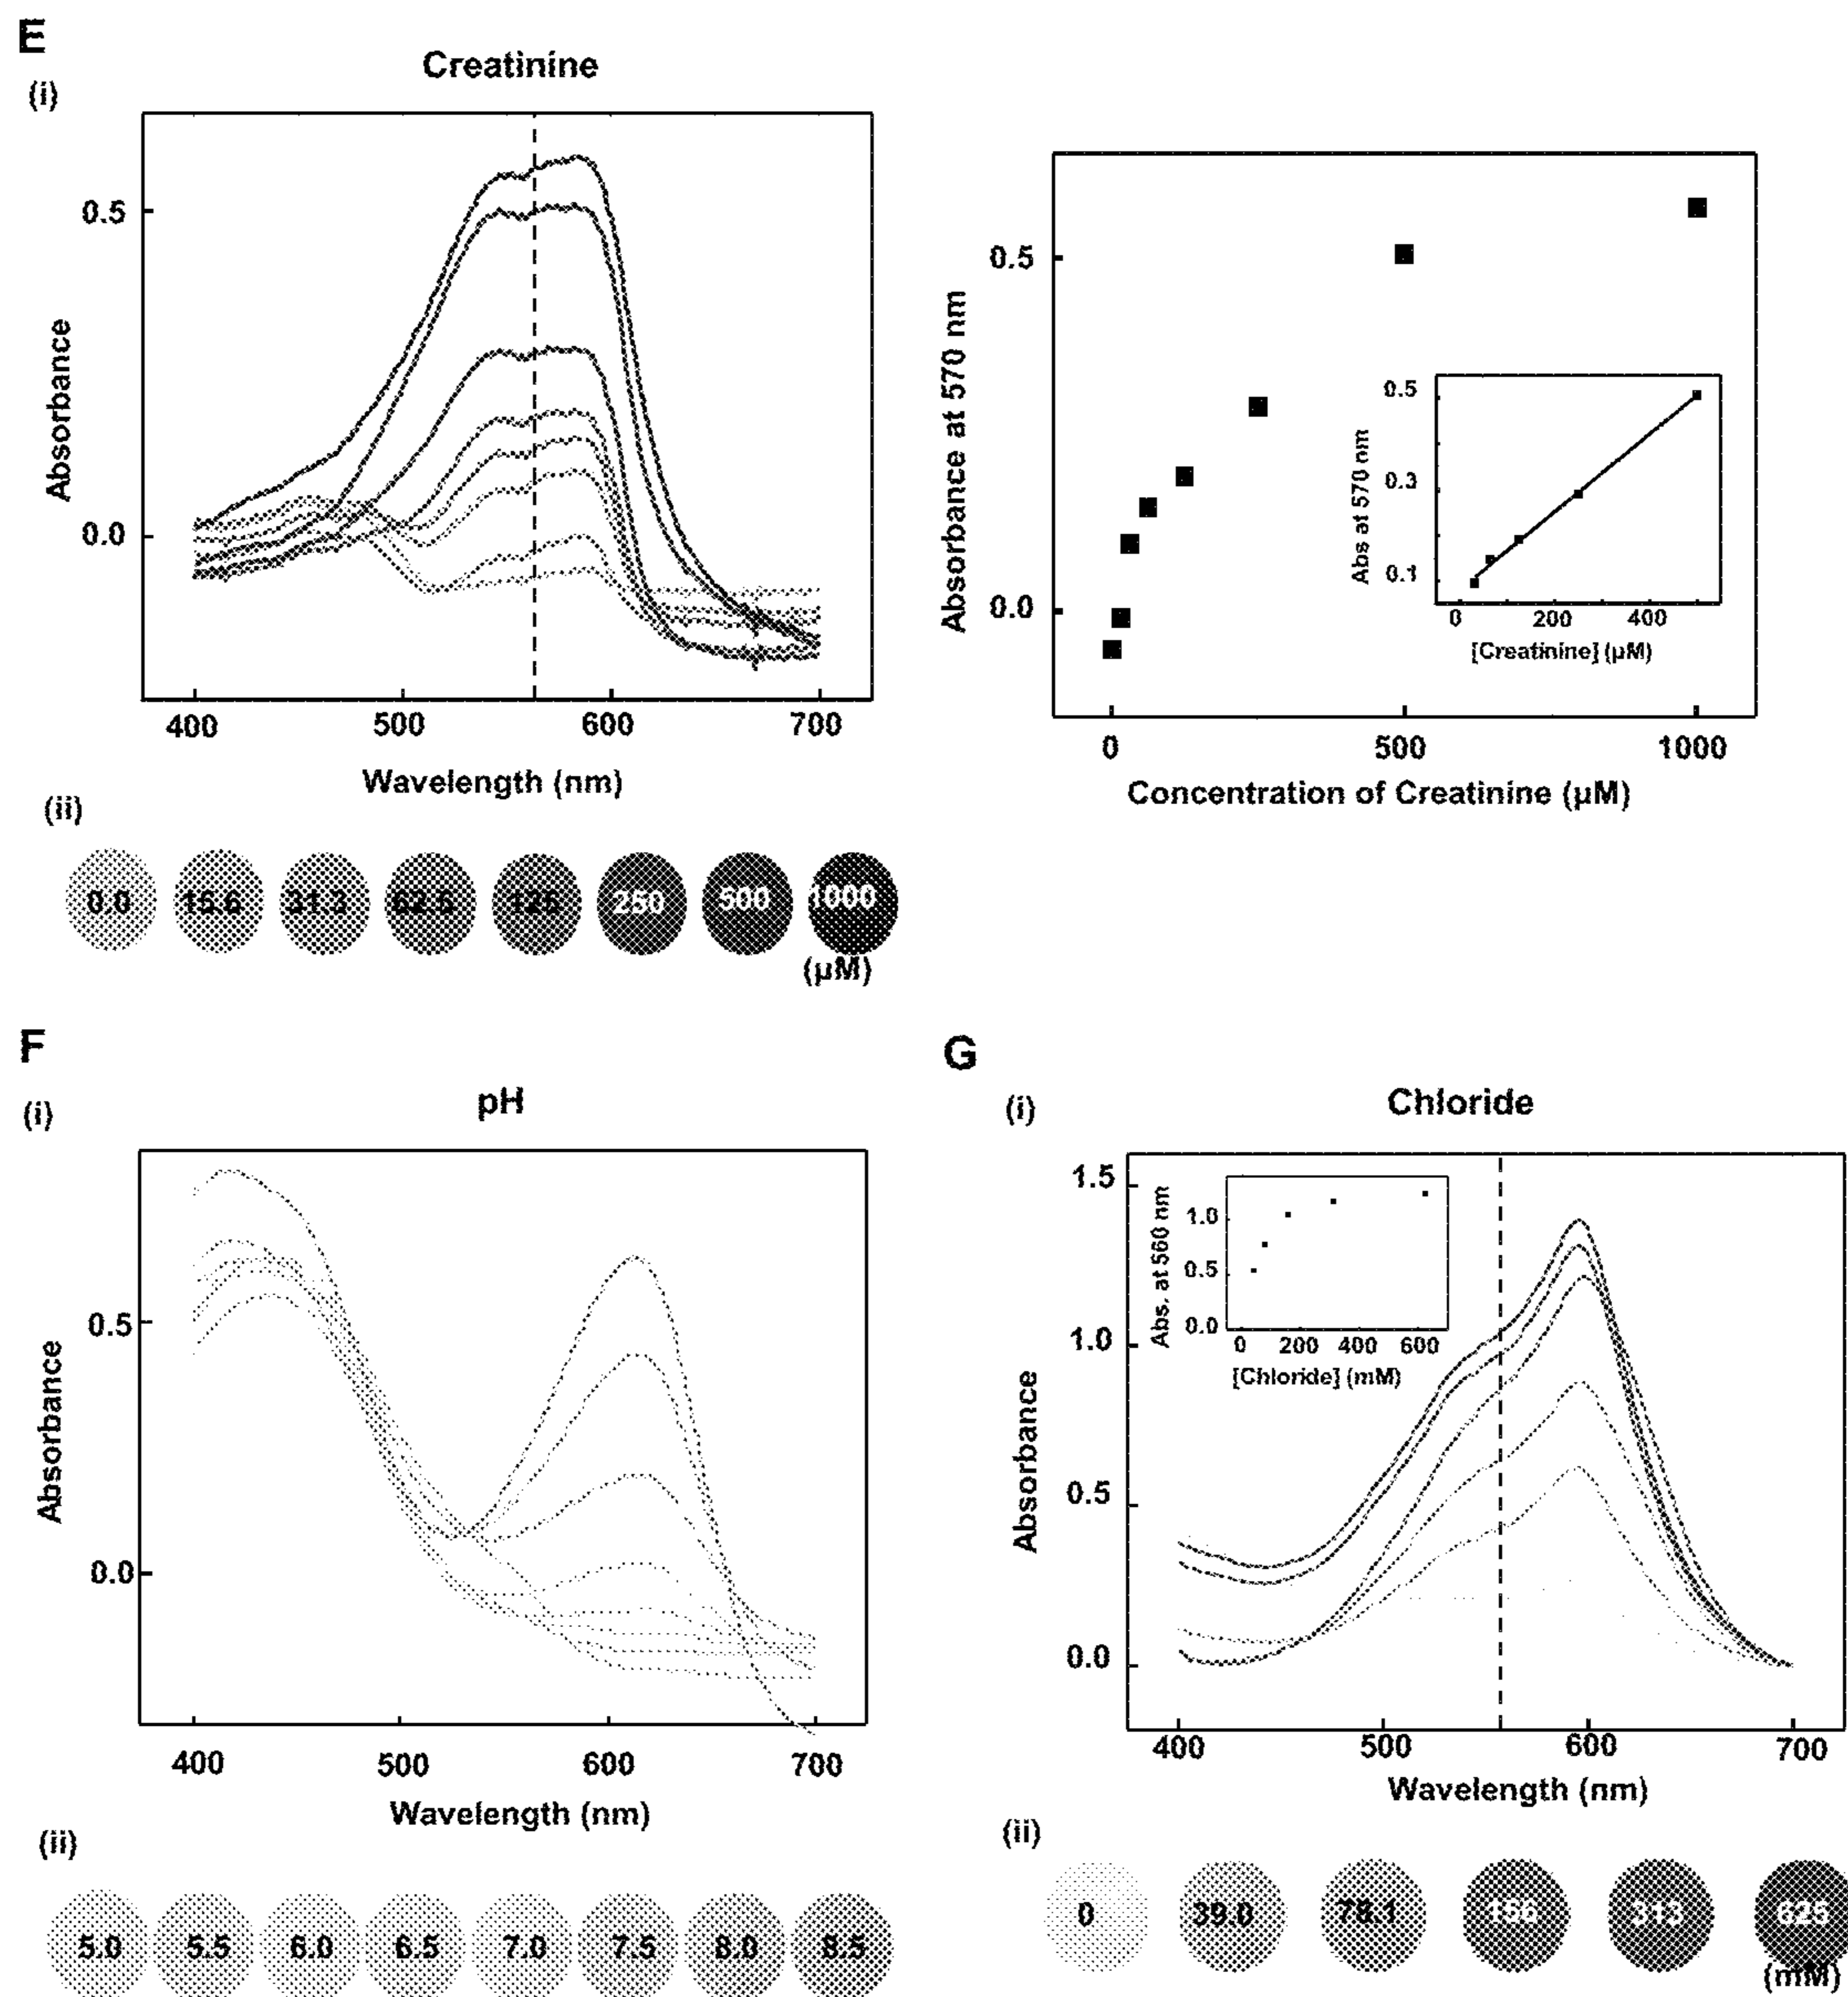 E
Creatinine
(i)
0.5
0.0
Absorbance
400 500 600 700
Wavelength (nm)
0.5
0.0
Absorbance at 570 nm
0 500 1000
Concentration of Creatinine (µM)
0.5
0.3
0.1
Abs at 570 nm
0 200 400
[Creatinine] (µM)
(ii)
0.0 15.6 31.3 62.5 125 250 500 1000
(µM)
F
pH
(i)
0.5
0.0
Absorbance
400 500 600 700
Wavelength (nm)
(ii)
5.0 5.5 6.0 6.5 7.0 7.5 8.0 8.5
G
Chloride
(i)
1.5
1.0
0.5
0.0
Absorbance
1.0
0.5
0.0
Abs. at 560 nm
0 200 400 600
[Chloride] (mM)
400 500 600 700
Wavelength (nm)
(ii)
0 39.0 78.1 156 313 625
(mM)